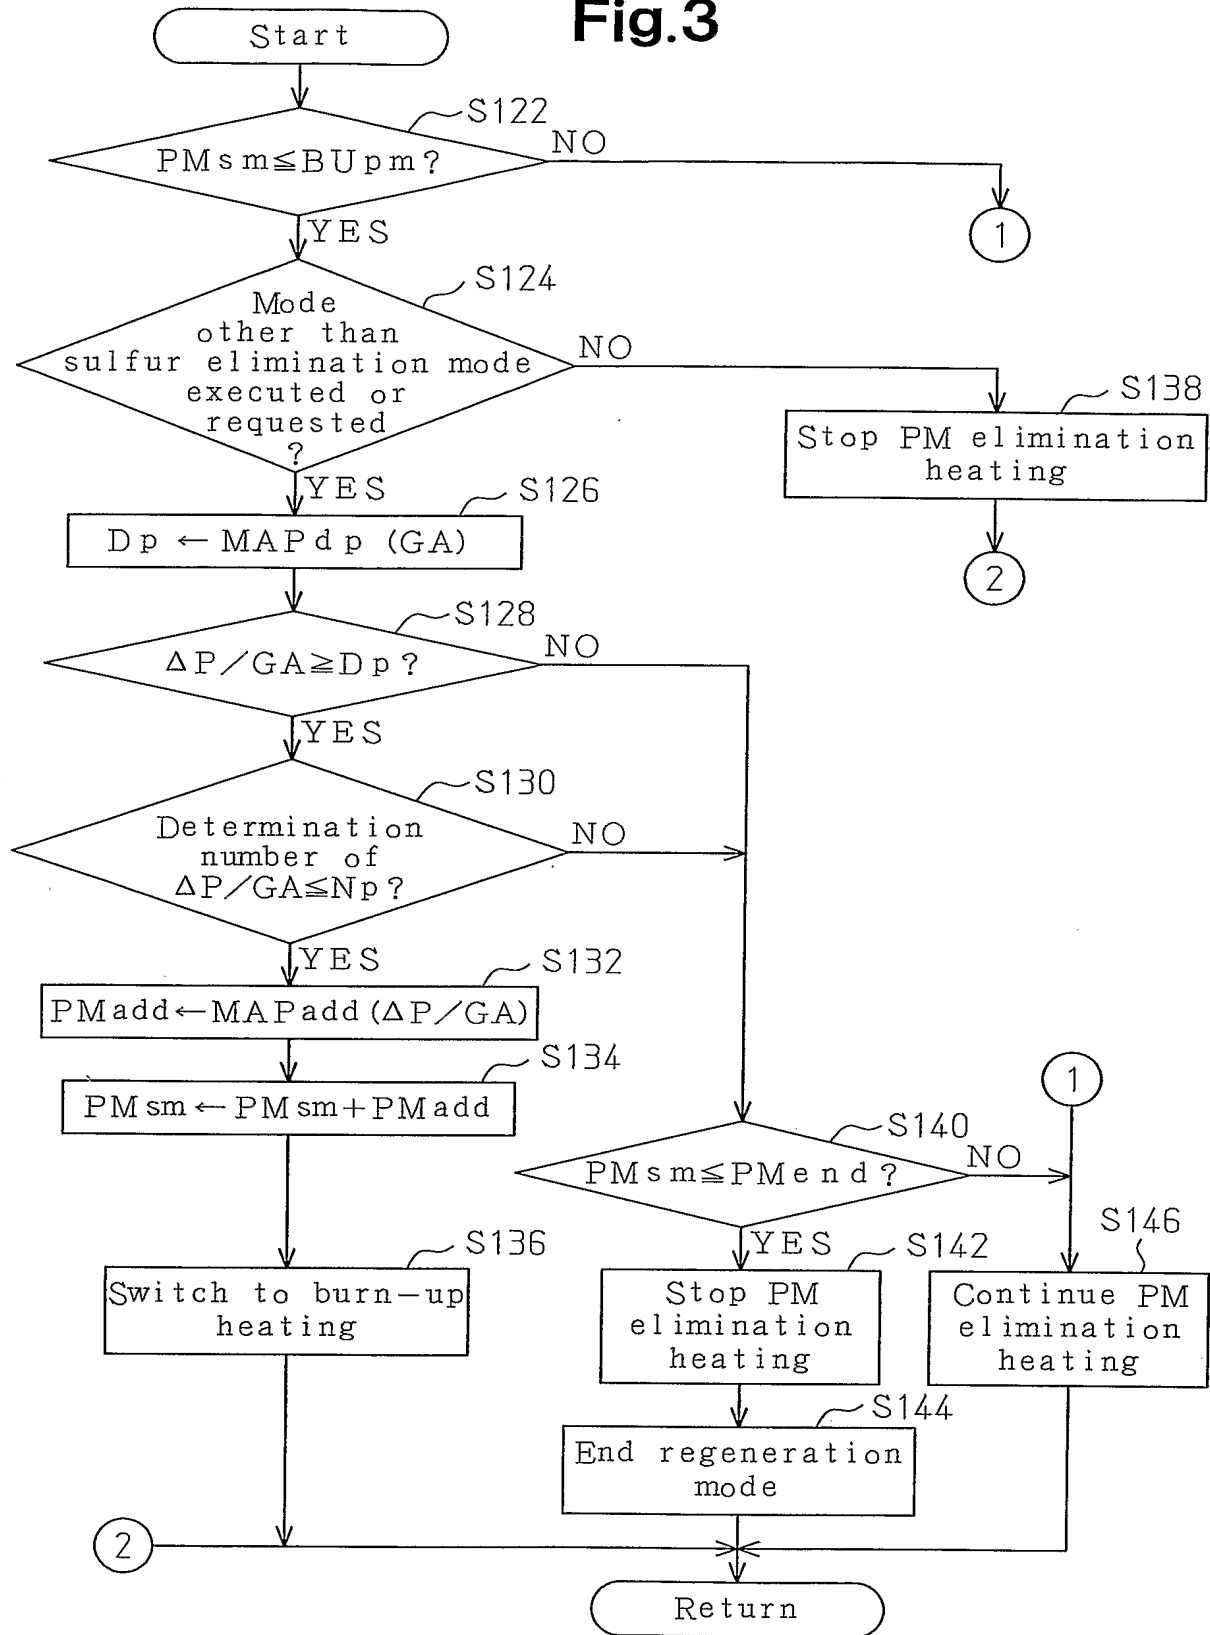 Fig.3
Start
S122
PMsm≦BUpm?
NO
1
YES
S124
Mode
other than
sulfur elimination mode
executed or
requested
?
NO
S138
Stop PM elimination
heating
2
YES
S126
Dp ← MAPdp (GA)
S128
ΔP/GA≧Dp?
NO
YES
S130
Determination
number of
ΔP/GA≦Np?
NO
YES
S132
PMadd←MAPadd (ΔP/GA)
S134
PMsm←PMsm+PMadd
1
S140
PMsm≦PMend?
NO
YES
S136
Switch to burn-up
heating
S142
Stop PM
elimination
heating
S146
Continue PM
elimination
heating
S144
End regeneration
mode
2
Return